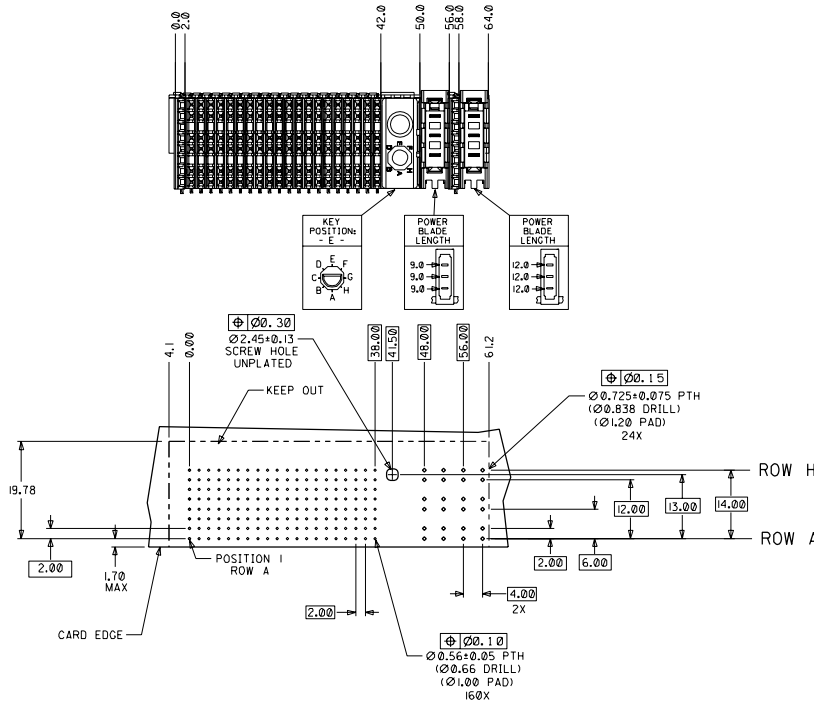 0.0
2.0
42.0
50.0
56.0
58.0
64.0
D E F
C G
B A H
KEY
POSITION:
- E -
D E F
C G
B H
A
POWER
BLADE
LENGTH
9.0
9.0
9.0
POWER
BLADE
LENGTH
12.0
12.0
12.0
⌖ Ø0.30
Ø2.45±0.13
SCREW HOLE
UNPLATED
4.1
0.00
38.00
41.50
48.00
56.00
61.2
KEEP OUT
⌖ Ø0.15
Ø0.725±0.075 PTH
(Ø0.838 DRILL)
(Ø1.20 PAD)
24X
ROW H
19.78
12.00
13.00
14.00
ROW A
2.00
1.70
MAX
POSITION 1
ROW A
2.00
6.00
2.00
4.00
2X
CARD EDGE
⌖ Ø0.10
Ø0.56±0.05 PTH
(Ø0.66 DRILL)
(Ø1.00 PAD)
160X